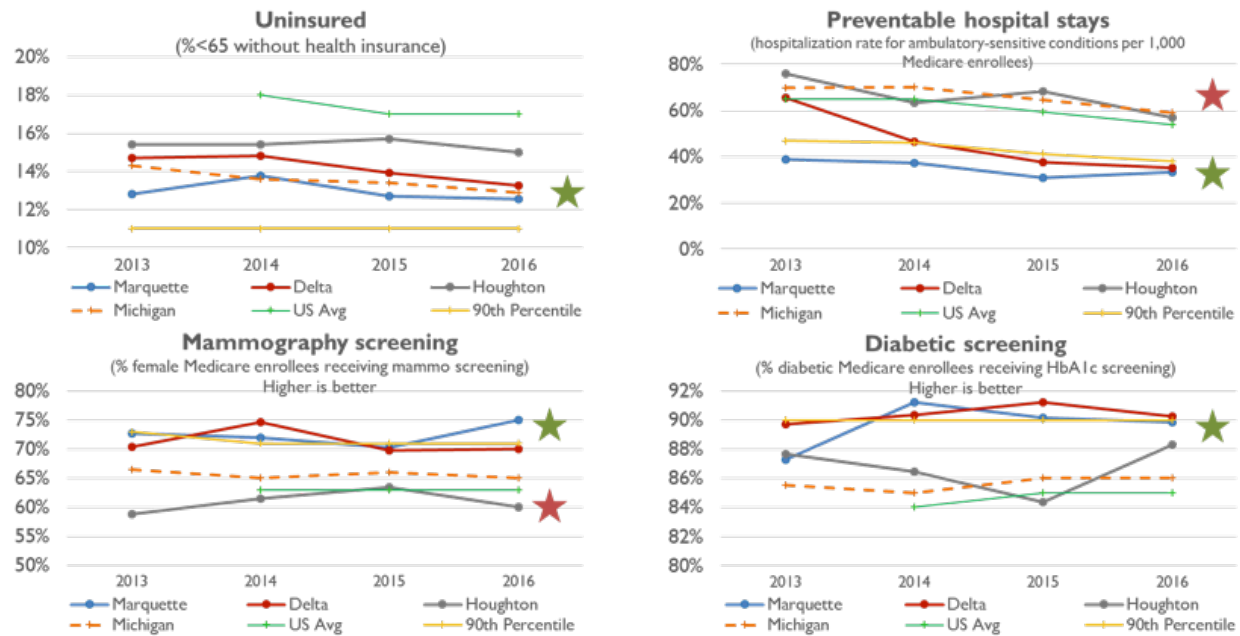 Uninsured
(%<65 without health insurance)
20%
18%
16%
14%
12%
10%
2013 2014 2015 2016
Marquette Delta Houghton
Michigan US Avg 90th Percentile
Preventable hospital stays
(hospitalization rate for ambulatory-sensitive conditions per 1,000
Medicare enrollees)
80%
60%
40%
20%
0%
2013 2014 2015 2016
Marquette Delta Houghton
Michigan US Avg 90th Percentile
Mammography screening
(% female Medicare enrollees receiving mammo screening)
Higher is better
80%
75%
70%
65%
60%
55%
50%
2013 2014 2015 2016
Marquette Delta Houghton
Michigan US Avg 90th Percentile
Diabetic screening
(% diabetic Medicare enrollees receiving HbA1c screening)
Higher is better
92%
90%
88%
86%
84%
82%
80%
2013 2014 2015 2016
Marquette Delta Houghton
Michigan US Avg 90th Percentile